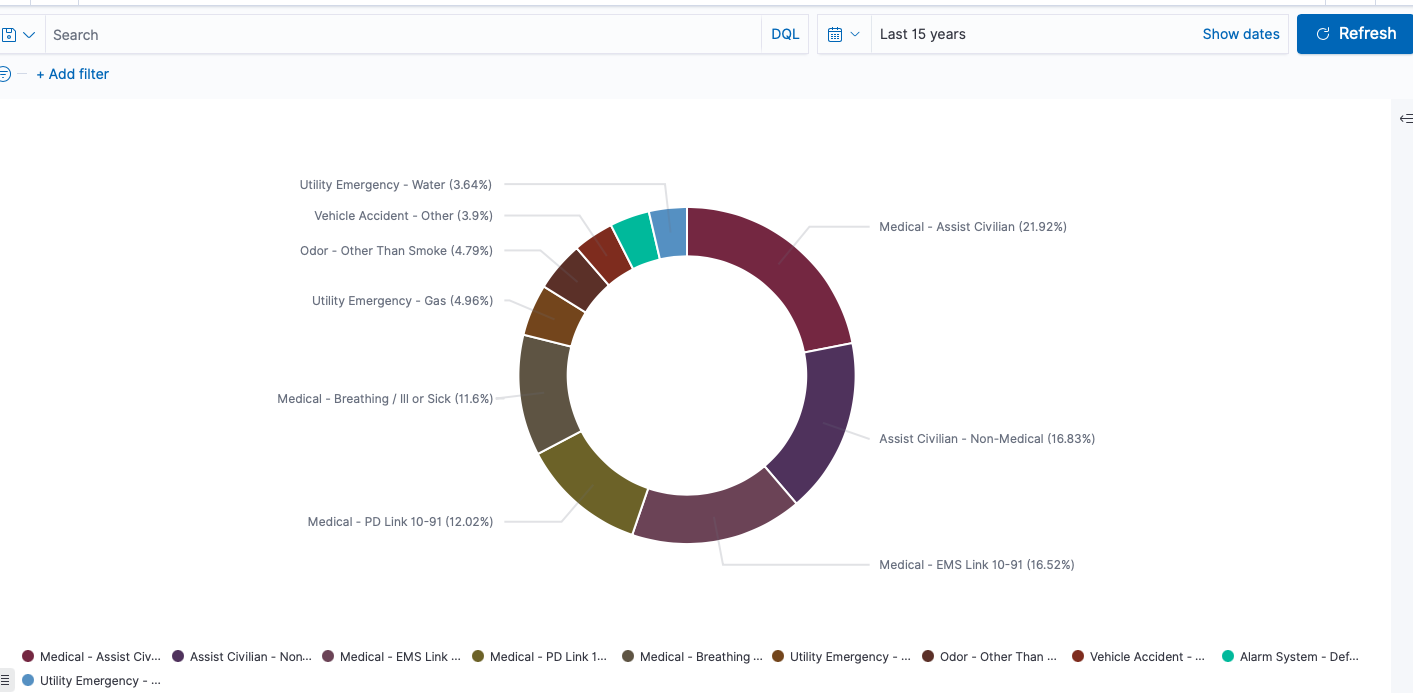 Search
DQL
Last 15 years
Show dates
Refresh
+ Add filter
Utility Emergency - Water (3.64%)
Vehicle Accident - Other (3.9%)
Medical - Assist Civilian (21.92%)
Odor - Other Than Smoke (4.79%)
Utility Emergency - Gas (4.96%)
Medical - Breathing / Ill or Sick (11.6%)
Assist Civilian - Non-Medical (16.83%)
Medical - PD Link 10-91 (12.02%)
Medical - EMS Link 10-91 (16.52%)
Medical - Assist Civ...
Assist Civilian - Non...
Medical - EMS Link ...
Medical - PD Link 1...
Medical - Breathing ...
Utility Emergency - ...
Odor - Other Than ...
Vehicle Accident - ...
Alarm System - Def...
Utility Emergency - ...